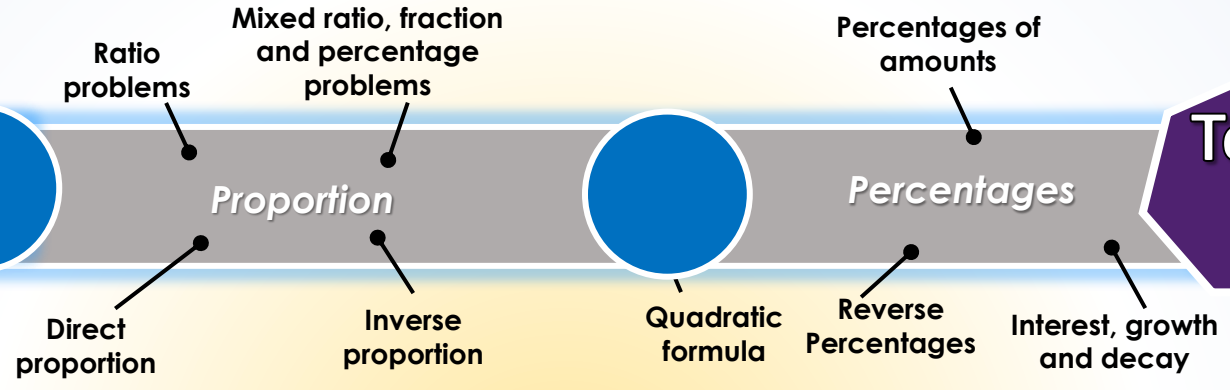 Ratio
problems
Mixed ratio, fraction
and percentage
problems
Percentages of
amounts
Proportion
Percentages
Direct
proportion
Inverse
proportion
Quadratic
formula
Reverse
Percentages
Interest, growth
and decay